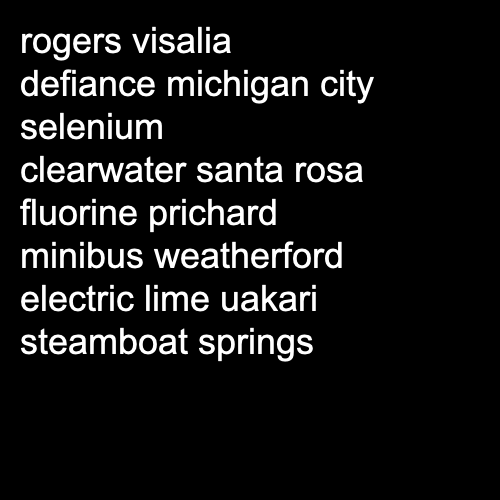 rogers visalia
defiance michigan city
selenium
clearwater santa rosa
fluorine prichard
minibus weatherford
electric lime uakari
steamboat springs